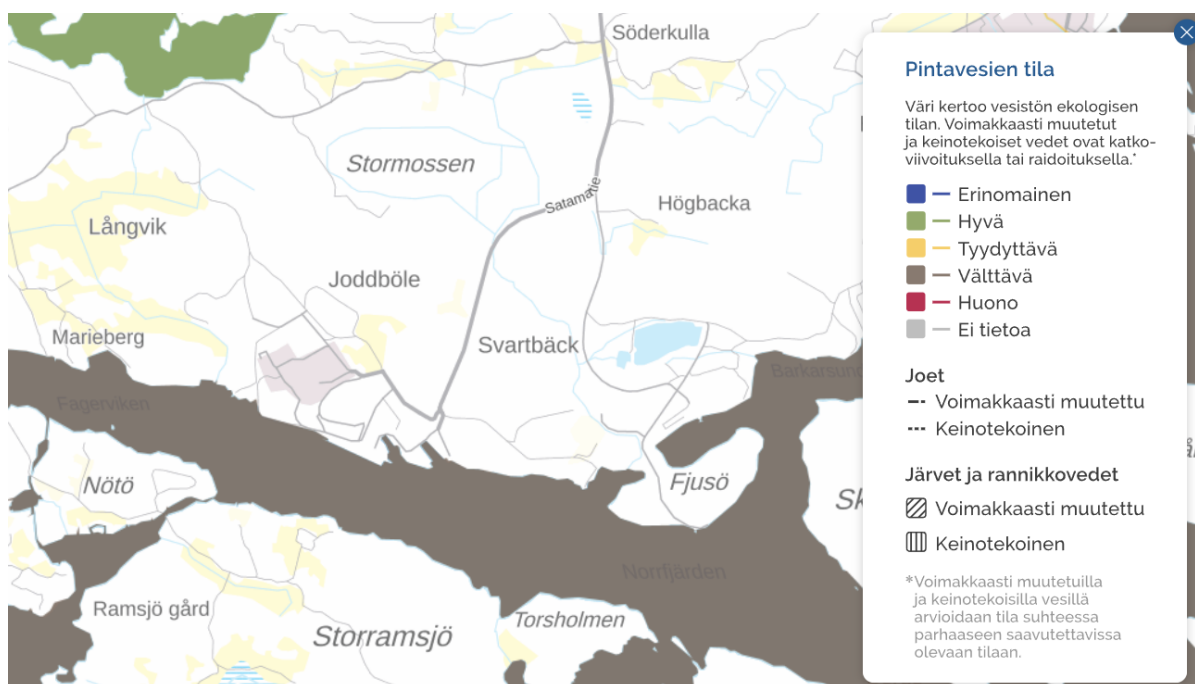 Söderkulla
Stormossen
Satamatie
Högbacka
Långvik
Joddböle
Marieberg
Svartbäck
Barkarsund
Fagerviken
Nötö
Fjusö
Sk
Norrfjärden
Ramsjö gård
Storramsjö
Torsholmen
Pintavesien tila
Väri kertoo vesistön ekologisen
tilan. Voimakkaasti muutetut
ja keinotekoiset vedet ovat katko-
viivoituksella tai raidoituksella.*
Erinomainen
Hyvä
Tyydyttävä
Välttävä
Huono
Ei tietoa
Joet
Voimakkaasti muutettu
Keinotekoinen
Järvet ja rannikkovedet
Voimakkaasti muutettu
Keinotekoinen
*Voimakkaasti muutetuilla
ja keinotekoisilla vesillä
arvioidaan tila suhteessa
parhaaseen saavutettavissa
olevaan tilaan.